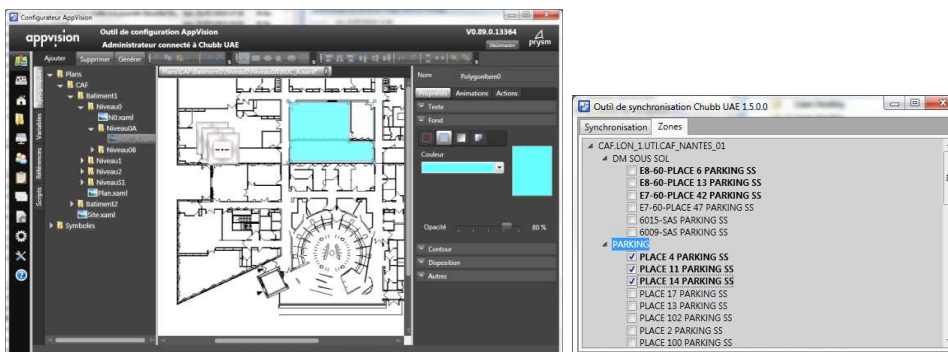 Configurateur AppVision
appvision
Outil de configuration AppVision
Administrateur connecté à Chubb UAE
V0.89.0.13364
Déconnexion
prysm
Ajouter Supprimer Générer
Synoptiques
Variables
Références
Scripts
Plans
CAF
Batiment1
Niveau0
N0.xaml
Niveau0A
Niveau0B
Niveau1
Niveau2
NiveauS1
Plan.xaml
Batiment2
Site.xaml
Symboles
Nom PolygonItem0
Propriétés Animations Actions
Texte
Fond
Couleur
Opacité 80 %
Contour
Disposition
Autres
Outil de synchronisation Chubb UAE 1.5.0.0
Synchronisation Zones
CAF.LON_1.UTI.CAF_NANTES_01
DM SOUS SOL
E8-60-PLACE 6 PARKING SS
E8-60-PLACE 13 PARKING SS
E7-60-PLACE 42 PARKING SS
E7-60-PLACE 47 PARKING SS
6015-SAS PARKING SS
6009-SAS PARKING SS
PARKING
PLACE 4 PARKING SS
PLACE 11 PARKING SS
PLACE 14 PARKING SS
PLACE 17 PARKING SS
PLACE 13 PARKING SS
PLACE 102 PARKING SS
PLACE 2 PARKING SS
PLACE 100 PARKING SS